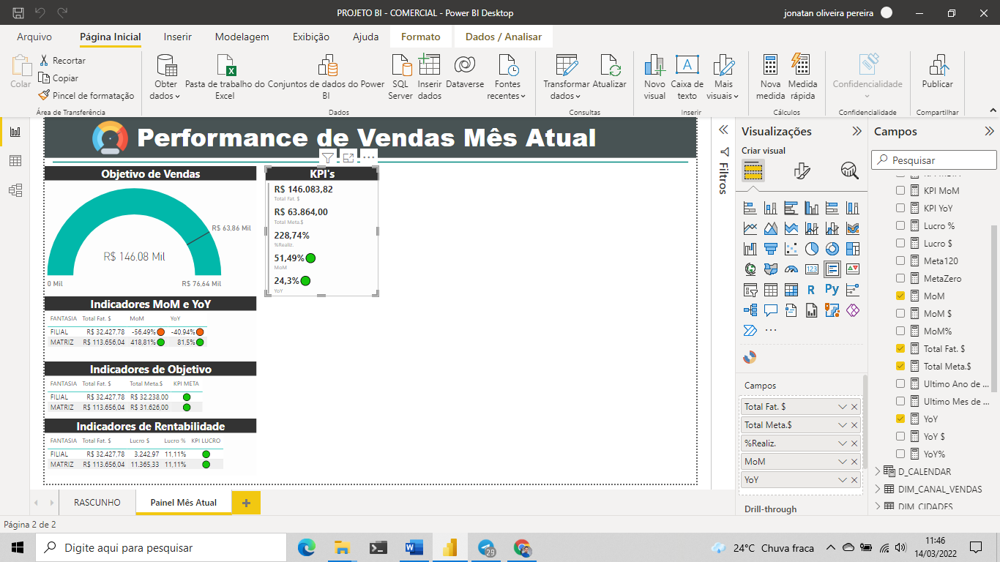 PROJETO BI - COMERCIAL - Power BI Desktop
jonatan oliveira pereira
Arquivo Página Inicial Inserir Modelagem Exibição Ajuda Formato Dados / Analisar
Colar
Recortar
Copiar
Pincel de formatação
Obter dados
Pasta de trabalho do Excel
Conjuntos de dados do Power BI
SQL Server
Inserir dados
Dataverse
Fontes recentes
Transformar dados
Atualizar
Novo visual
Caixa de texto
Mais visuais
Nova medida
Medida rápida
Confidencialidade
Publicar
Área de Transferência Dados Consultas Inserir Cálculos Confidencialidade Compartilhar
Performance de Vendas Mês Atual
Objetivo de Vendas
R$ 63,86 Mil
R$ 146,08 Mil
0 Mil
R$ 76,64 Mil
Indicadores MoM e YoY
FANTASIA Total Fat. $ MoM YoY
FILIAL R$ 32.427,78 -56,49% -40,94%
MATRIZ R$ 113.656,04 418,81% 81,5%
Indicadores de Objetivo
FANTASIA Total Fat. $ Total Meta.$ KPI META
FILIAL R$ 32.427,78 R$ 32.238,00
MATRIZ R$ 113.656,04 R$ 31.626,00
Indicadores de Rentabilidade
FANTASIA Total Fat. $ Lucro $ Lucro % KPI LUCRO
FILIAL R$ 32.427,78 3.242,97 11,11%
MATRIZ R$ 113.656,04 11.365,33 11,11%
KPI's
R$ 146.083,82
Total Fat. $
R$ 63.864,00
Total Meta.$
228,74%
%Realiz.
51,49%
MoM
24,3%
YoY
Filtros
Visualizações
Criar visual
123
R
Py
Campos
Total Fat. $
Total Meta.$
%Realiz.
MoM
YoY
Drill-through
Campos
Pesquisar
KPI MoM
KPI YoY
Lucro %
Lucro $
Meta120
MetaZero
MoM
MoM $
MoM%
Total Fat. $
Total Meta.$
Ultimo Ano de ...
Ultimo Mes de ...
YoY
YoY $
YoY%
D_CALENDAR
DIM_CANAL_VENDAS
DIM_CIDADES
RASCUNHO Painel Mês Atual
Página 2 de 2
Digite aqui para pesquisar
29
24°C Chuva fraca
11:46
14/03/2022